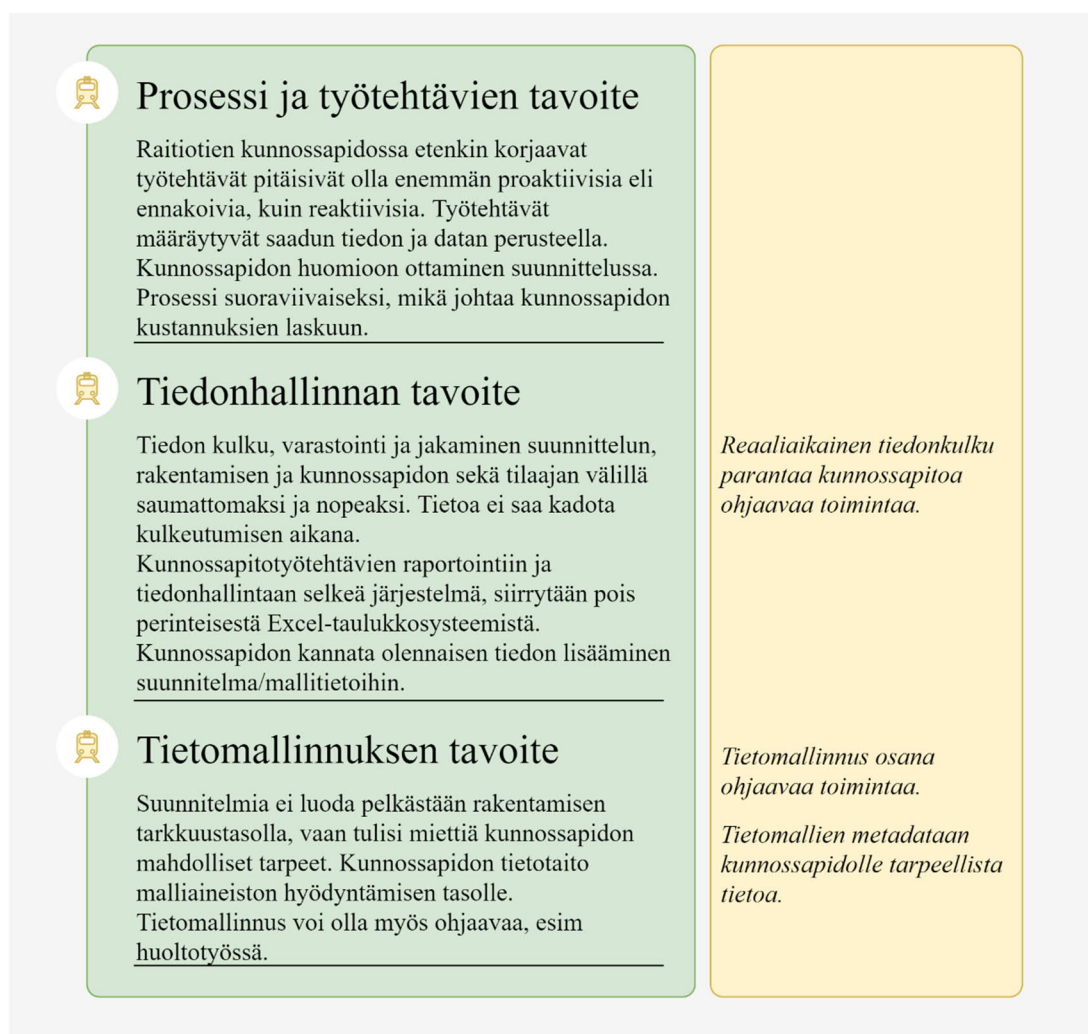 Prosessi ja työtehtävien tavoite
Raitiotien kunnossapidossa etenkin korjaavat
työtehtävät pitäisivät olla enemmän proaktiivisia eli
ennakoivia, kuin reaktiivisia. Työtehtävät
määräytyvät saadun tiedon ja datan perusteella.
Kunnossapidon huomioon ottaminen suunnittelussa.
Prosessi suoraviivaiseksi, mikä johtaa kunnossapidon
kustannuksien laskuun.
Tiedonhallinnan tavoite
Tiedon kulku, varastointi ja jakaminen suunnittelun,
rakentamisen ja kunnossapidon sekä tilaajan välillä
saumattomaksi ja nopeaksi. Tietoa ei saa kadota
kulkeutumisen aikana.
Kunnossapitotyötehtävien raportointiin ja
tiedonhallintaan selkeä järjestelmä, siirrytään pois
perinteisestä Excel-taulukkosysteemistä.
Kunnossapidon kannata olennaisen tiedon lisääminen
suunnitelma/mallitietoihin.
Reaaliaikainen tiedonkulku
parantaa kunnossapitoa
ohjaavaa toimintaa.
Tietomallinnuksen tavoite
Suunnitelmia ei luoda pelkästään rakentamisen
tarkkuustasolla, vaan tulisi miettiä kunnossapidon
mahdolliset tarpeet. Kunnossapidon tietotaito
malliaineiston hyödyntämisen tasolle.
Tietomallinnus voi olla myös ohjaavaa, esim
huoltotyössä.
Tietomallinnus osana
ohjaavaa toimintaa.
Tietomallien metadataan
kunnossapidolle tarpeellista
tietoa.